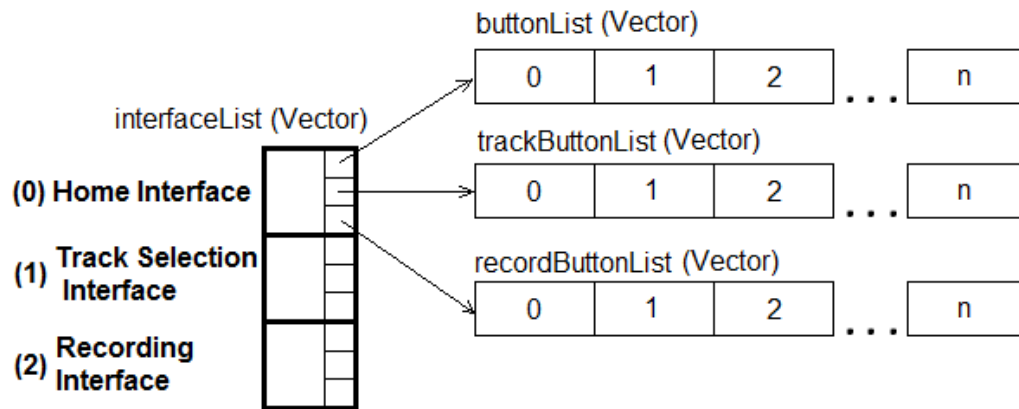 buttonList (Vector)
0 1 2 ... n
interfaceList (Vector)
trackButtonList (Vector)
0 1 2 ... n
(0) Home Interface
(1) Track Selection
Interface
recordButtonList (Vector)
0 1 2 ... n
(2) Recording
Interface